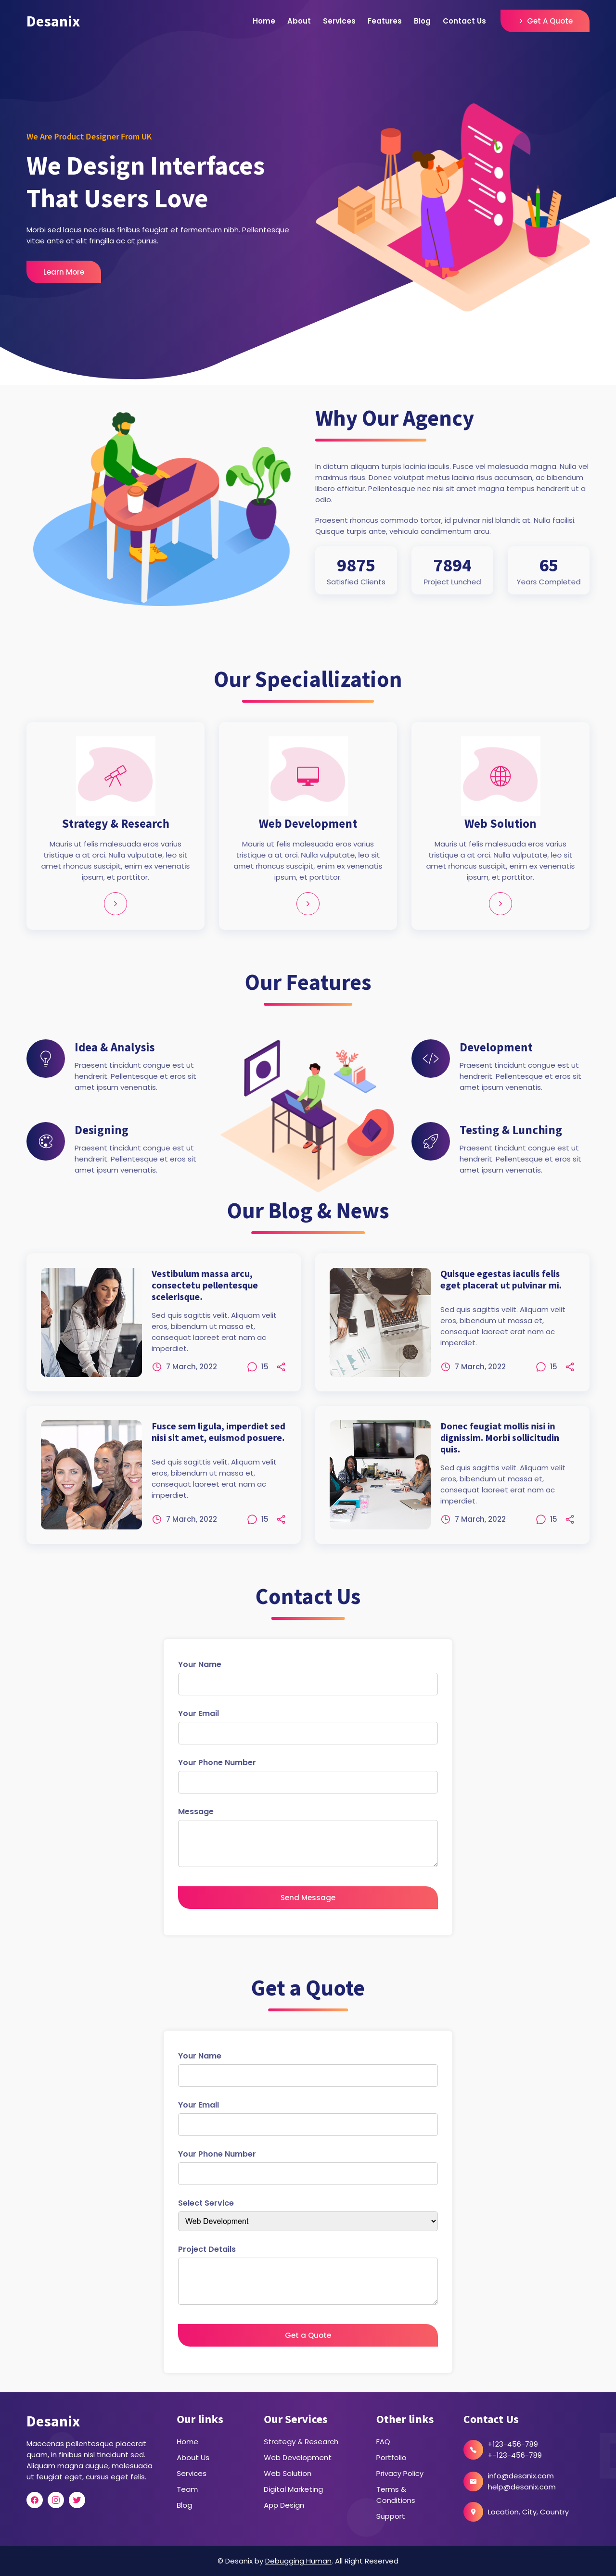 Desanix
Home About Services Features Blog Contact Us Get A Quote
We Are Product Designer From UK
We Design Interfaces
That Users Love
Morbi sed lacus nec risus finibus feugiat et fermentum nibh. Pellentesque
vitae ante at elit fringilla ac at purus.
Learn More
Why Our Agency
In dictum aliquam turpis lacinia iaculis. Fusce vel malesuada magna. Nulla vel
maximus risus. Donec volutpat metus lacinia risus accumsan, ac bibendum
libero efficitur. Pellentesque nec nisi sit amet magna tempus hendrerit ut a
odio.
Praesent rhoncus commodo tortor, id pulvinar nisl blandit at. Nulla facilisi.
Quisque turpis ante, vehicula condimentum arcu.
9875
Satisfied Clients
7894
Project Lunched
65
Years Completed
Our Speciallization
Strategy & Research
Mauris ut felis malesuada eros varius
tristique a at orci. Nulla vulputate, leo sit
amet rhoncus suscipit, enim ex venenatis
ipsum, et porttitor.
Web Development
Mauris ut felis malesuada eros varius
tristique a at orci. Nulla vulputate, leo sit
amet rhoncus suscipit, enim ex venenatis
ipsum, et porttitor.
Web Solution
Mauris ut felis malesuada eros varius
tristique a at orci. Nulla vulputate, leo sit
amet rhoncus suscipit, enim ex venenatis
ipsum, et porttitor.
Our Features
Idea & Analysis
Praesent tincidunt congue est ut
hendrerit. Pellentesque et eros sit
amet ipsum venenatis.
Designing
Praesent tincidunt congue est ut
hendrerit. Pellentesque et eros sit
amet ipsum venenatis.
Development
Praesent tincidunt congue est ut
hendrerit. Pellentesque et eros sit
amet ipsum venenatis.
Testing & Lunching
Praesent tincidunt congue est ut
hendrerit. Pellentesque et eros sit
amet ipsum venenatis.
Our Blog & News
Vestibulum massa arcu,
consectetu pellentesque
scelerisque.
Sed quis sagittis velit. Aliquam velit
eros, bibendum ut massa et,
consequat laoreet erat nam ac
imperdiet.
7 March, 2022 15
Quisque egestas iaculis felis
eget placerat ut pulvinar mi.
Sed quis sagittis velit. Aliquam velit
eros, bibendum ut massa et,
consequat laoreet erat nam ac
imperdiet.
7 March, 2022 15
Fusce sem ligula, imperdiet sed
nisi sit amet, euismod posuere.
Sed quis sagittis velit. Aliquam velit
eros, bibendum ut massa et,
consequat laoreet erat nam ac
imperdiet.
7 March, 2022 15
Donec feugiat mollis nisi in
dignissim. Morbi sollicitudin
quis.
Sed quis sagittis velit. Aliquam velit
eros, bibendum ut massa et,
consequat laoreet erat nam ac
imperdiet.
7 March, 2022 15
Contact Us
Your Name
Your Email
Your Phone Number
Message
Send Message
Get a Quote
Your Name
Your Email
Your Phone Number
Select Service
Web Development
Project Details
Get a Quote
Desanix
Maecenas pellentesque placerat
quam, in finibus nisl tincidunt sed.
Aliquam magna augue, malesuada
ut feugiat eget, cursus eget felis.
Our links
Home
About Us
Services
Team
Blog
Our Services
Strategy & Research
Web Development
Web Solution
Digital Marketing
App Design
Other links
FAQ
Portfolio
Privacy Policy
Terms &
Conditions
Support
Contact Us
+123-456-789
+-123-456-789
info@desanix.com
help@desanix.com
Location, City, Country
© Desanix by Debugging Human. All Right Reserved